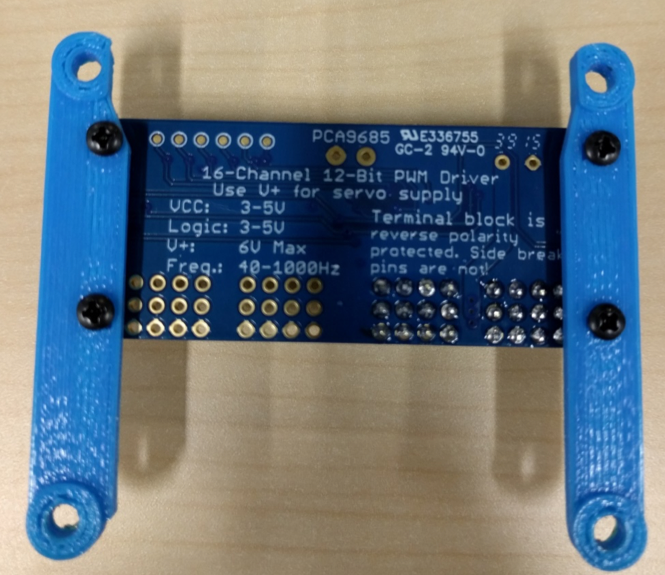 PCA9685 E336755 3915
GC-2 94V-0
16-Channel 12-Bit PWM Driver
Use V+ for servo supply
VCC: 3-5V
Logic: 3-5V
V+: 6V Max
Freq.: 40-1000Hz
Terminal block is
reverse polarity
protected. Side break
pins are not!